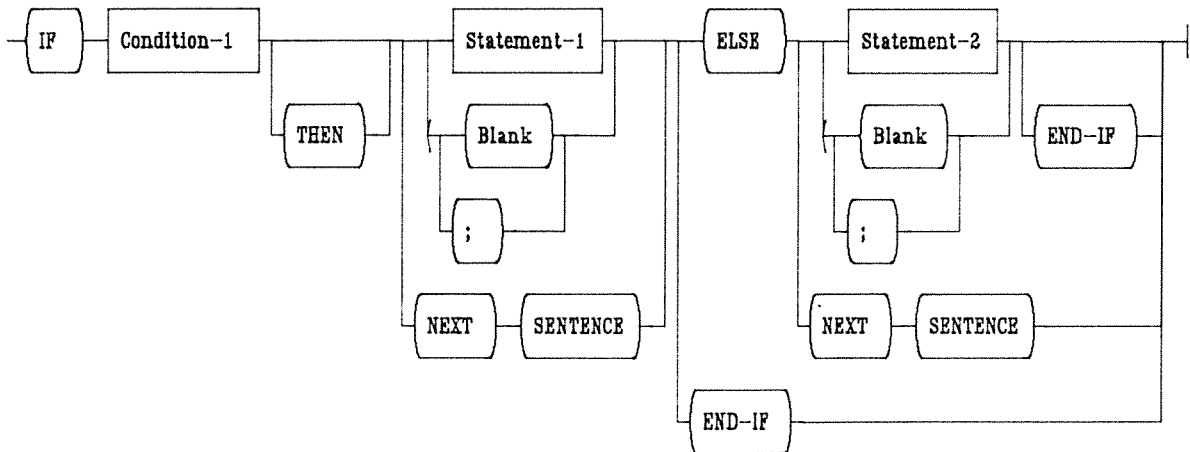 IF Condition-1 Statement-1 ELSE Statement-2
THEN Blank Blank END-IF
; ;
NEXT SENTENCE NEXT SENTENCE
END-IF